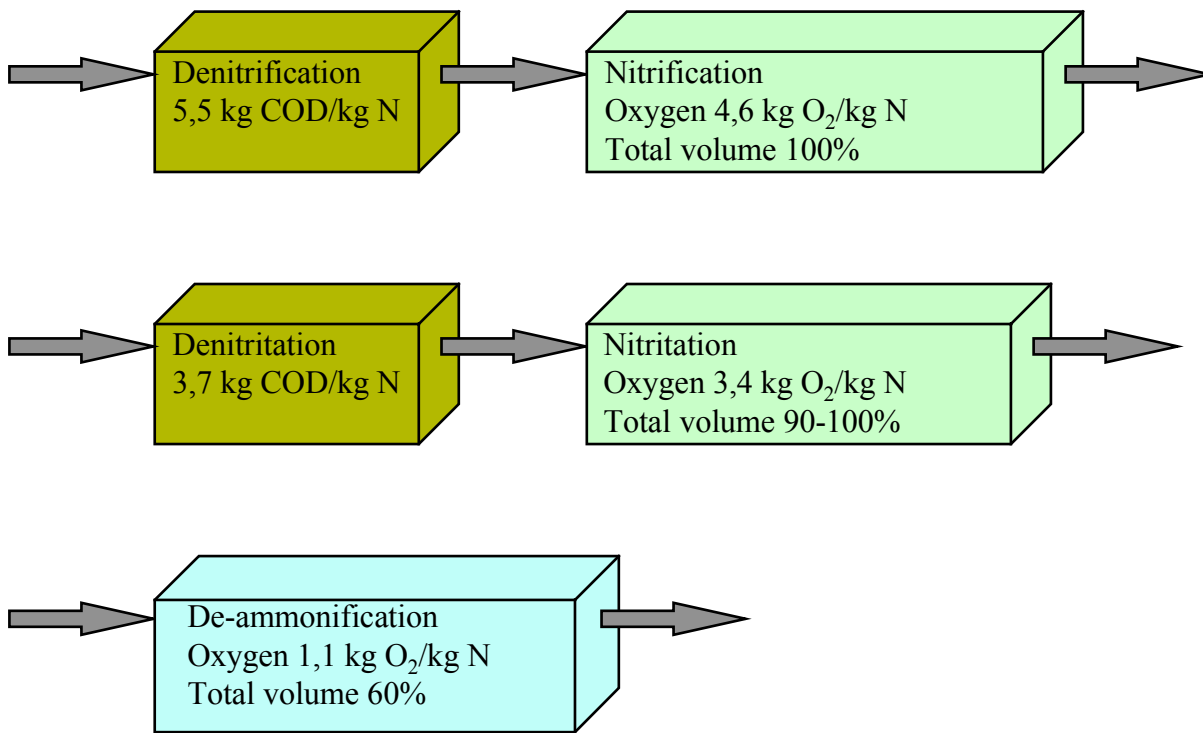 Denitrification
5,5 kg COD/kg N
Nitrification
Oxygen 4,6 kg O₂/kg N
Total volume 100%
Denitritation
3,7 kg COD/kg N
Nitritation
Oxygen 3,4 kg O₂/kg N
Total volume 90-100%
De-ammonification
Oxygen 1,1 kg O₂/kg N
Total volume 60%